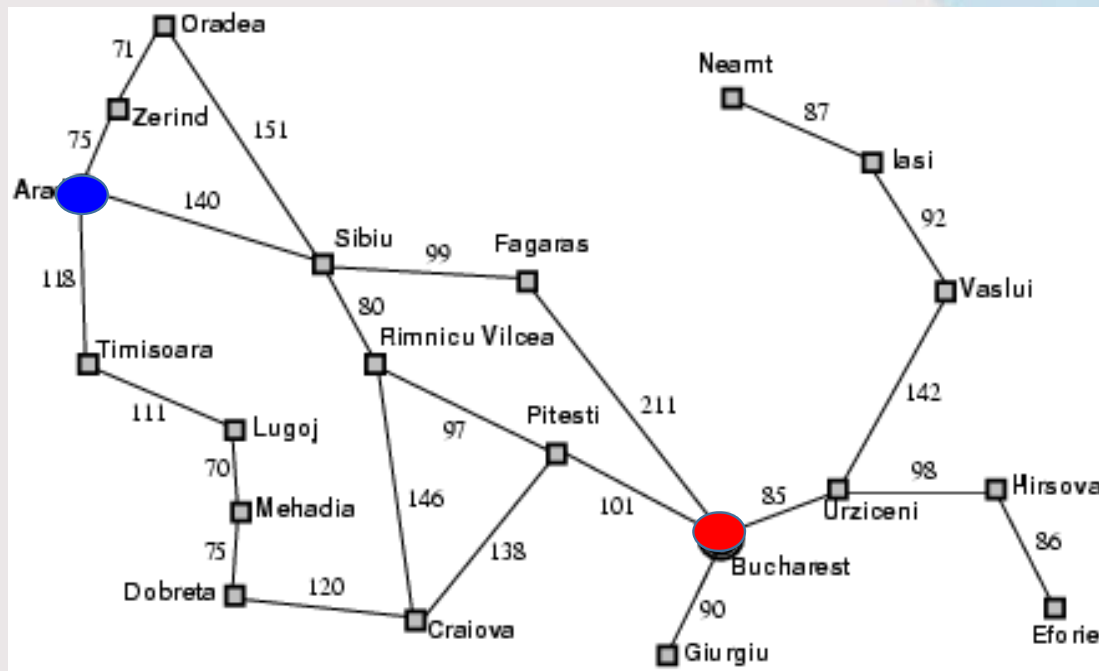 Oradea
71
Neamt
87
Zerind
75
151
Iasi
Arad
140
92
Sibiu
Fagaras
99
118
Vaslui
80
Rimnicu Vilcea
Timisoara
142
211
111
Pitesti
Lugoj
97
70
98
Hirsova
146
85
Mehadia
101
Urziceni
75
138
86
Bucharest
120
Dobreta
90
Craiova
Eforie
Giurgiu